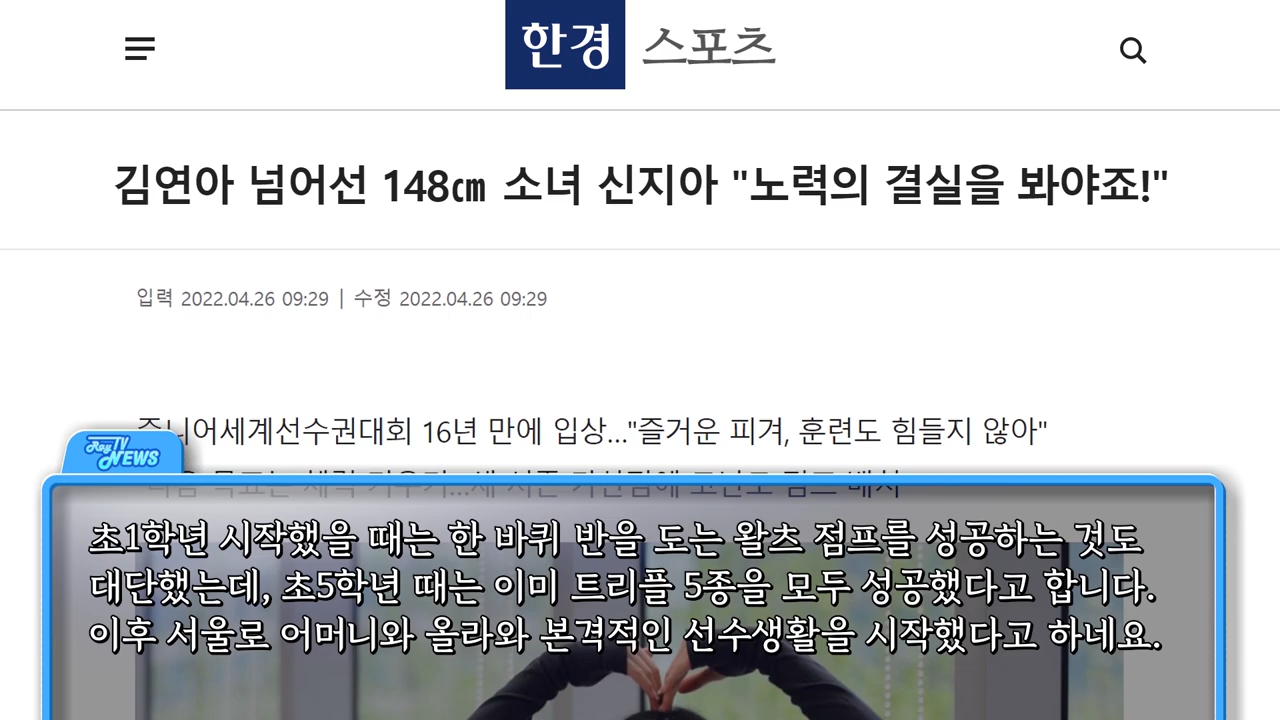 한경 스포츠
김연아 넘어선 148㎝ 소녀 신지아 "노력의 결실을 봐야죠!"
입력 2022.04.26 09:29 | 수정 2022.04.26 09:29
주니어세계선수권대회 16년 만에 입상..."즐거운 피겨, 훈련도 힘들지 않아"
Ray TV
NEWS
초1학년 시작했을 때는 한 바퀴 반을 도는 왈츠 점프를 성공하는 것도
대단했는데, 초5학년 때는 이미 트리플 5종을 모두 성공했다고 합니다.
이후 서울로 어머니와 올라와 본격적인 선수생활을 시작했다고 하네요.